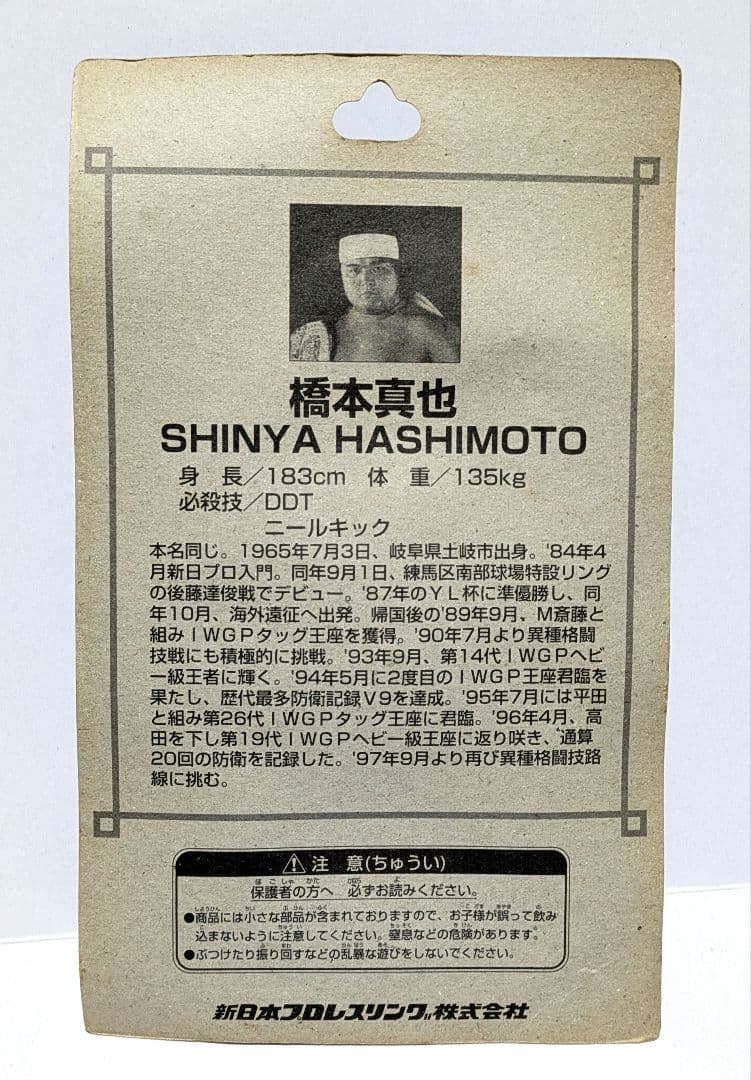 橋本真也
SHINYA HASHIMOTO
身 長／183cm 体 重／135kg
必殺技／DDT
ニールキック
本名同じ。1965年7月3日、岐阜県土岐市出身。'84年4
月新日プロ入門。同年9月1日、練馬区南部球場特設リング
の後藤達俊戦でデビュー。'87年のＹＬ杯に準優勝し、同
年10月、海外遠征へ出発。帰国後の'89年9月、Ｍ斎藤と
組みＩＷＧＰタッグ王座を獲得。'90年7月より異種格闘
技戦にも積極的に挑戦。'93年9月、第14代ＩＷＧＰヘビ
ー級王者に輝く。'94年5月に2度目のＩＷＧＰ王座君臨を
果たし、歴代最多防衛記録Ｖ9を達成。'95年7月には平田
と組み第26代ＩＷＧＰタッグ王座に君臨。'96年4月、高
田を下し第19代ＩＷＧＰヘビー級王座に返り咲き、通算
20回の防衛を記録した。'97年9月より再び異種格闘技路
線に挑む。
⚠注 意(ちゅうい)
保護者の方へ 必ずお読みください。
●商品には小さな部品が含まれておりますので、お子様が誤って飲み
込まないように注意してください。窒息などの危険があります。
●ぶつけたり振り回すなどの乱暴な遊びをしないでください。
新日本プロレスリング株式会社